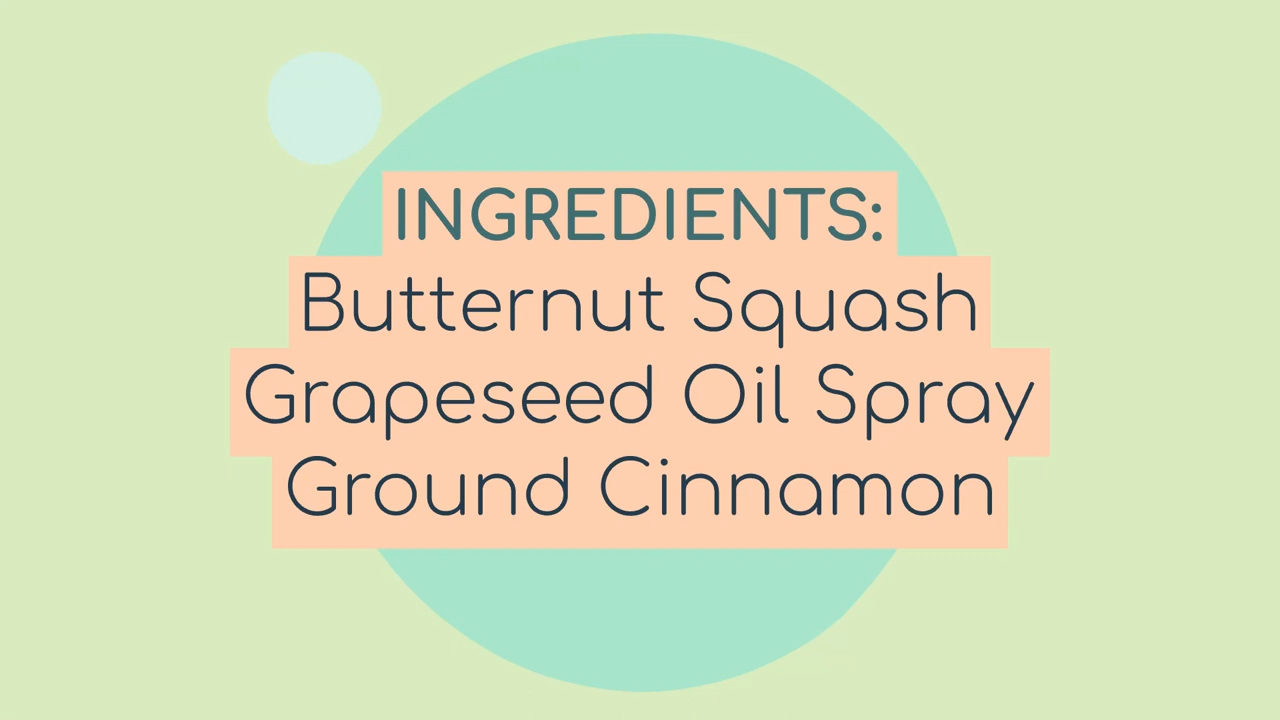 INGREDIENTS:
Butternut Squash
Grapeseed Oil Spray
Ground Cinnamon